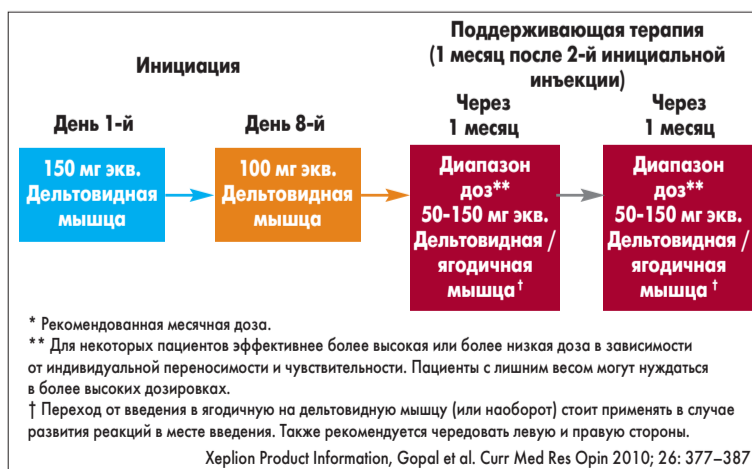 Инициация
Поддерживающая терапия
(1 месяц после 2-й инициальной
инъекции)
День 1-й
День 8-й
Через
1 месяц
Через
1 месяц
150 мг экв.
Дельтовидная
мышца
100 мг экв.
Дельтовидная
мышца
Диапазон
доз**
50-150 мг экв.
Дельтовидная /
ягодичная
мышца†
Диапазон
доз**
50-150 мг экв.
Дельтовидная /
ягодичная
мышца†
* Рекомендованная месячная доза.
** Для некоторых пациентов эффективнее более высокая или более низкая доза в зависимости
от индивидуальной переносимости и чувствительности. Пациенты с лишним весом могут нуждаться
в более высоких дозировках.
† Переход от введения в ягодичную на дельтовидную мышцу (или наоборот) стоит применять в случае
развития реакций в месте введения. Также рекомендуется чередовать левую и правую стороны.
Xeplion Product Information, Gopal et al. Curr Med Res Opin 2010; 26: 377–387